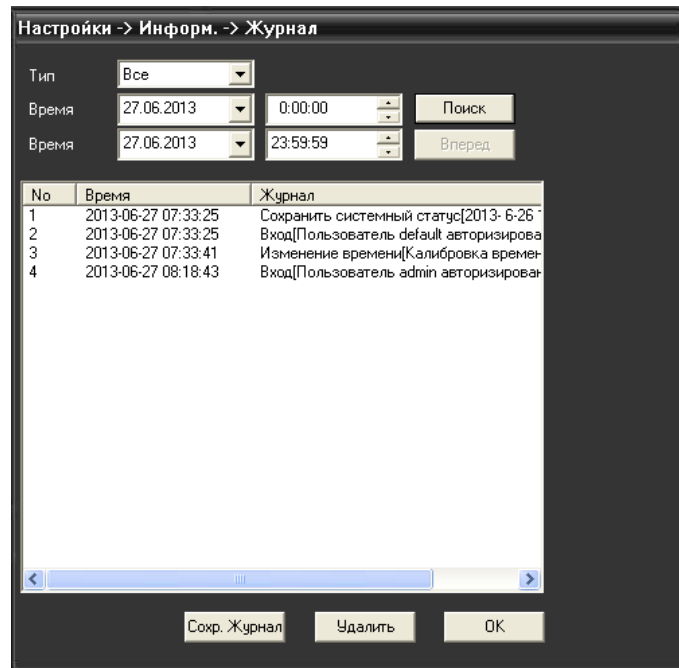 Настройки -> Информ. -> Журнал
Тип Все
Время 27.06.2013 0:00:00 Поиск
Время 27.06.2013 23:59:59 Вперед
No Время Журнал
1 2013-06-27 07:33:25 Сохранить системный статус[2013- 6-26
2 2013-06-27 07:33:25 Вход[Пользователь default авторизирова
3 2013-06-27 07:33:41 Изменение времени[Калибровка времен
4 2013-06-27 08:18:43 Вход[Пользователь admin авторизирован
Сохр. Журнал Удалить OK